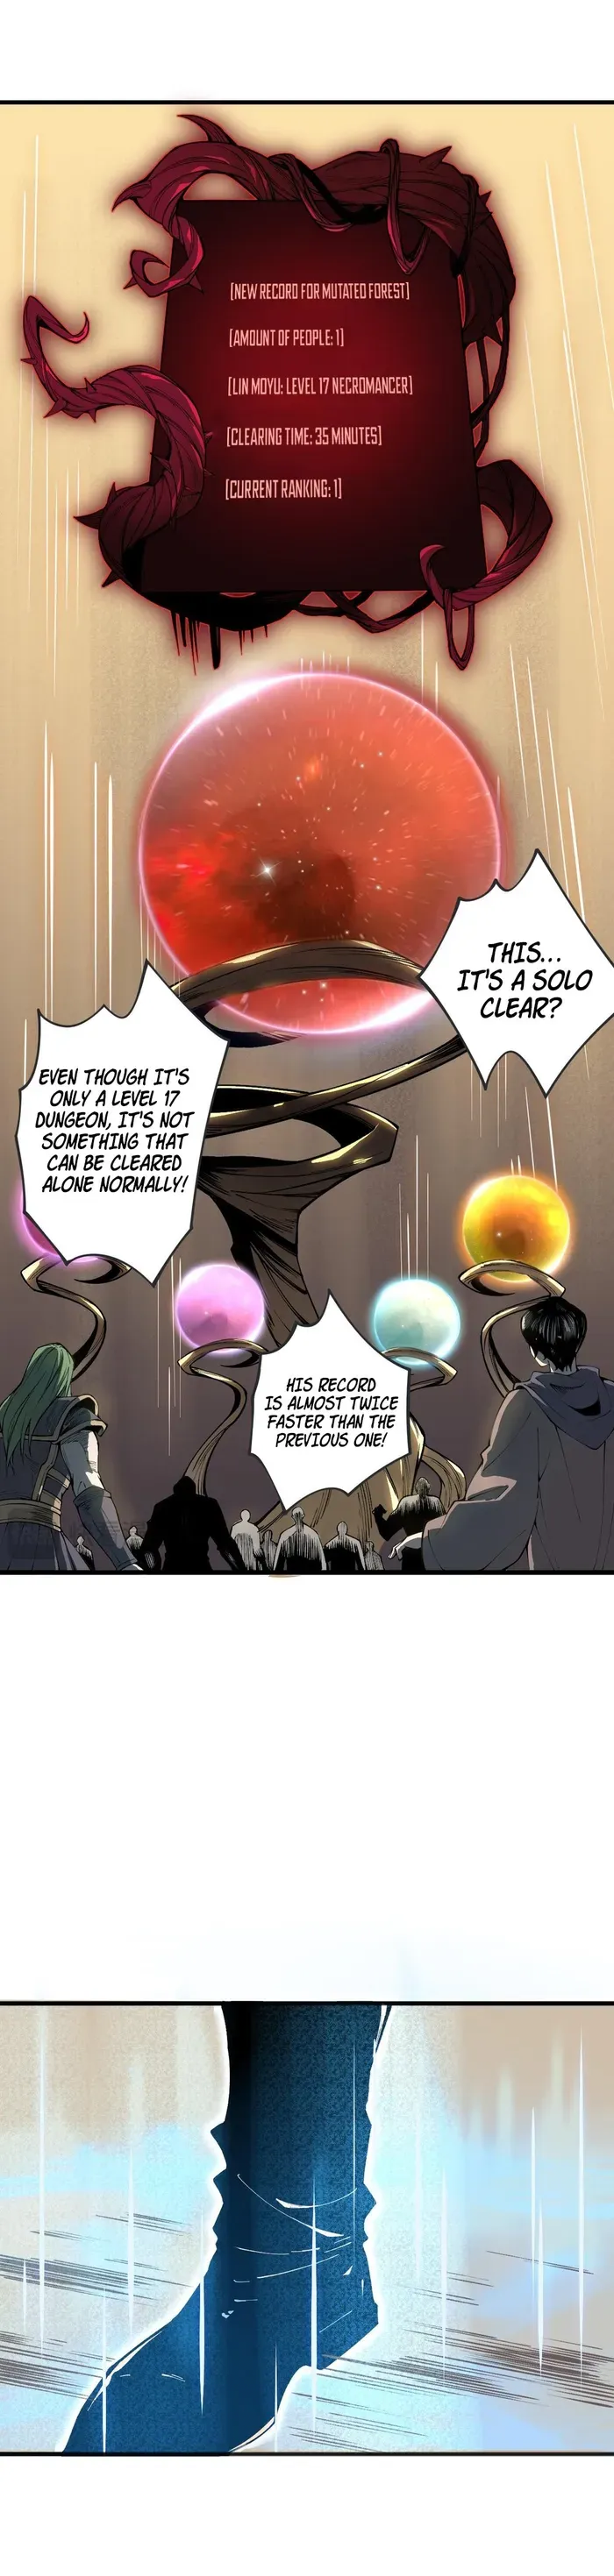 [NEW RECORD FOR MUTATED FOREST]
[AMOUNT OF PEOPLE: 1]
[LIN MOYU: LEVEL 17 NECROMANCER]
[CLEARING TIME: 35 MINUTES]
[CURRENT RANKING: 1]
THIS...
IT'S A SOLO
CLEAR?
EVEN THOUGH IT'S
ONLY A LEVEL 17
DUNGEON, IT'S NOT
SOMETHING THAT
CAN BE CLEARED
ALONE NORMALLY!
HIS RECORD
IS ALMOST TWICE
FASTER THAN THE
PREVIOUS ONE!